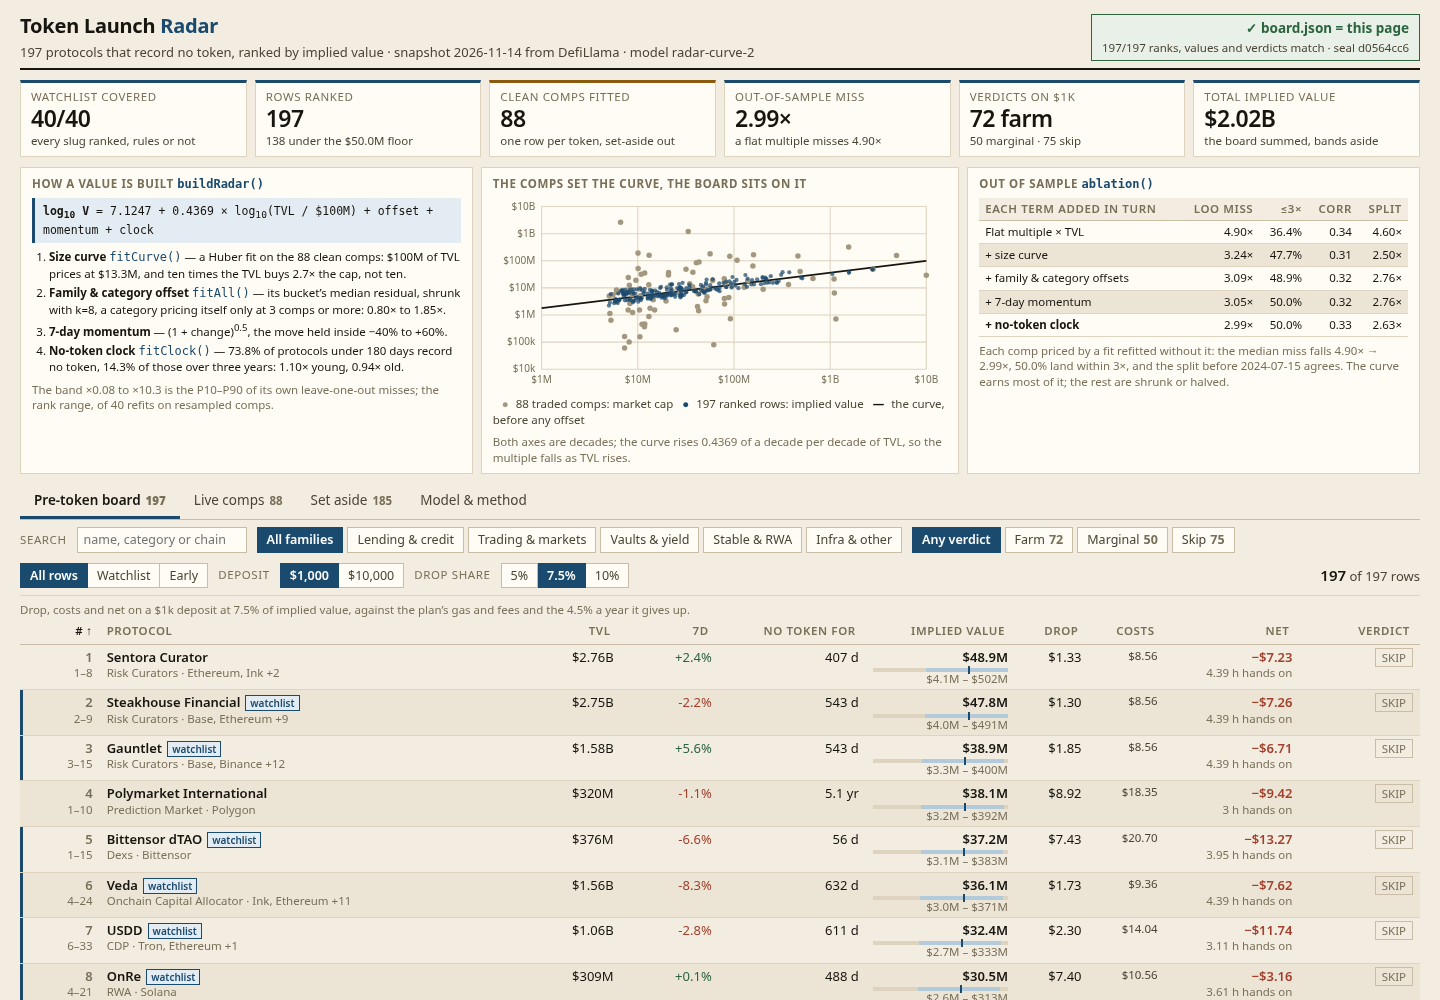 Token Launch Radar
197 protocols that record no token, ranked by implied value · snapshot 2026-11-14 from DefiLlama · model radar-curve-2
✓ board.json = this page
197/197 ranks, values and verdicts match · seal d0564cc6
WATCHLIST COVERED
40/40
every slug ranked, rules or not
ROWS RANKED
197
138 under the $50.0M floor
CLEAN COMPS FITTED
88
one row per token, set-aside out
OUT-OF-SAMPLE MISS
2.99×
a flat multiple misses 4.90×
VERDICTS ON $1K
72 farm
50 marginal · 75 skip
TOTAL IMPLIED VALUE
$2.02B
the board summed, bands aside
HOW A VALUE IS BUILT buildRadar()
log10 V = 7.1247 + 0.4369 × log10(TVL / $100M) + offset +
momentum + clock
1. Size curve fitCurve() — a Huber fit on the 88 clean comps: $100M of TVL
prices at $13.3M, and ten times the TVL buys 2.7× the cap, not ten.
2. Family & category offset fitAll() — its bucket's median residual, shrunk
with k=8, a category pricing itself only at 3 comps or more: 0.80× to 1.85×.
3. 7-day momentum — (1 + change)0.5, the move held inside −40% to +60%.
4. No-token clock fitClock() — 73.8% of protocols under 180 days record
no token, 14.3% of those over three years: 1.10× young, 0.94× old.
The band ×0.08 to ×10.3 is the P10–P90 of its own leave-one-out misses; the
rank range, of 40 refits on resampled comps.
THE COMPS SET THE CURVE, THE BOARD SITS ON IT
$10B
$1B
$100M
$10M
$1M
$100k
$10k
$1M $10M $100M $1B $10B
88 traded comps: market cap 197 ranked rows: implied value the curve,
before any offset
Both axes are decades; the curve rises 0.4369 of a decade per decade of TVL, so the
multiple falls as TVL rises.
OUT OF SAMPLE ablation()
EACH TERM ADDED IN TURN LOO MISS ≤3× CORR SPLIT
Flat multiple × TVL 4.90× 36.4% 0.34 4.60×
+ size curve 3.24× 47.7% 0.31 2.50×
+ family & category offsets 3.09× 48.9% 0.32 2.76×
+ 7-day momentum 3.05× 50.0% 0.32 2.76×
+ no-token clock 2.99× 50.0% 0.33 2.63×
Each comp priced by a fit refitted without it: the median miss falls 4.90× →
2.99×, 50.0% land within 3×, and the split before 2024-07-15 agrees. The curve
earns most of it; the rest are shrunk or halved.
Pre-token board 197 Live comps 88 Set aside 185 Model & method
SEARCH name, category or chain All families Lending & credit Trading & markets Vaults & yield Stable & RWA Infra & other Any verdict Farm 72 Marginal 50 Skip 75
All rows Watchlist Early DEPOSIT $1,000 $10,000 DROP SHARE 5% 7.5% 10% 197 of 197 rows
Drop, costs and net on a $1k deposit at 7.5% of implied value, against the plan's gas and fees and the 4.5% a year it gives up.
# ↑ PROTOCOL TVL 7D NO TOKEN FOR IMPLIED VALUE DROP COSTS NET VERDICT
1 Sentora Curator $2.76B +2.4% 407 d $48.9M $1.33 $8.56 −$7.23 SKIP
1–8 Risk Curators · Ethereum, Ink +2 $4.1M – $502M 4.39 h hands on
2 Steakhouse Financial watchlist $2.75B -2.2% 543 d $47.8M $1.30 $8.56 −$7.26 SKIP
2–9 Risk Curators · Base, Ethereum +9 $4.0M – $491M 4.39 h hands on
3 Gauntlet watchlist $1.58B +5.6% 543 d $38.9M $1.85 $8.56 −$6.71 SKIP
3–15 Risk Curators · Base, Binance +12 $3.3M – $400M 4.39 h hands on
4 Polymarket International $320M -1.1% 5.1 yr $38.1M $8.92 $18.35 −$9.42 SKIP
1–10 Prediction Market · Polygon $3.2M – $392M 3 h hands on
5 Bittensor dTAO watchlist $376M -6.6% 56 d $37.2M $7.43 $20.70 −$13.27 SKIP
1–15 Dexs · Bittensor $3.1M – $383M 3.95 h hands on
6 Veda watchlist $1.56B -8.3% 632 d $36.1M $1.73 $9.36 −$7.62 SKIP
4–24 Onchain Capital Allocator · Ink, Ethereum +11 $3.0M – $371M 4.39 h hands on
7 USDD watchlist $1.06B -2.8% 611 d $32.4M $2.30 $14.04 −$11.74 SKIP
6–33 CDP · Tron, Ethereum +1 $2.7M – $333M 3.11 h hands on
8 OnRe watchlist $309M +0.1% 488 d $30.5M $7.40 $10.56 −$3.16 SKIP
4–21 RWA · Solana $2.6M – $313M 3.61 h hands on